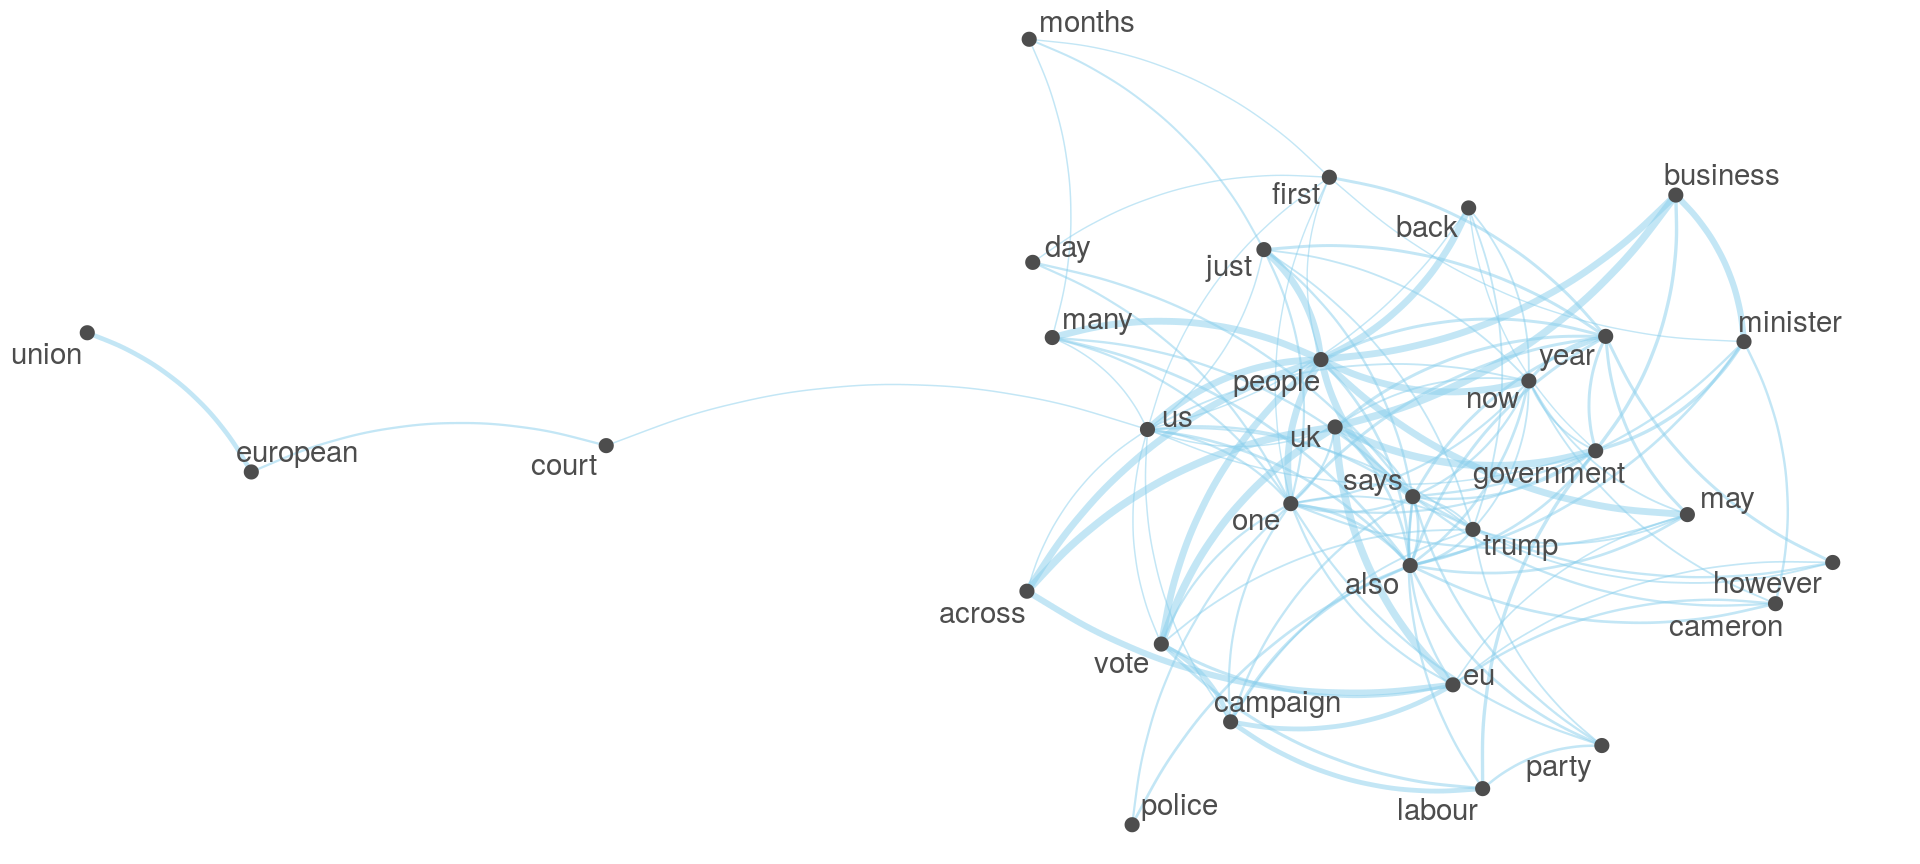 months
business
first
back
day
just
many
minister
union
year
people
now
us
uk
european
court
government
says
may
one
trump
also
however
across
cameron
vote
eu
campaign
party
police
labour